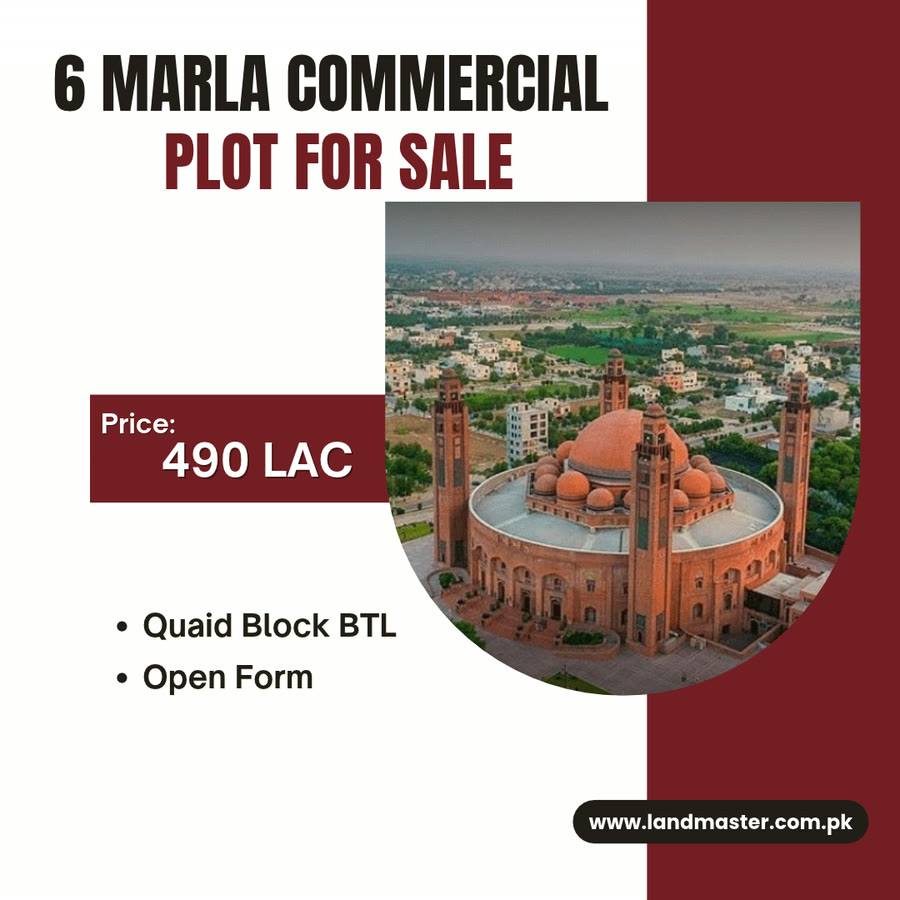 6 MARLA COMMERCIAL
PLOT FOR SALE
Price:
490 LAC
• Quaid Block BTL
• Open Form
www.landmaster.com.pk